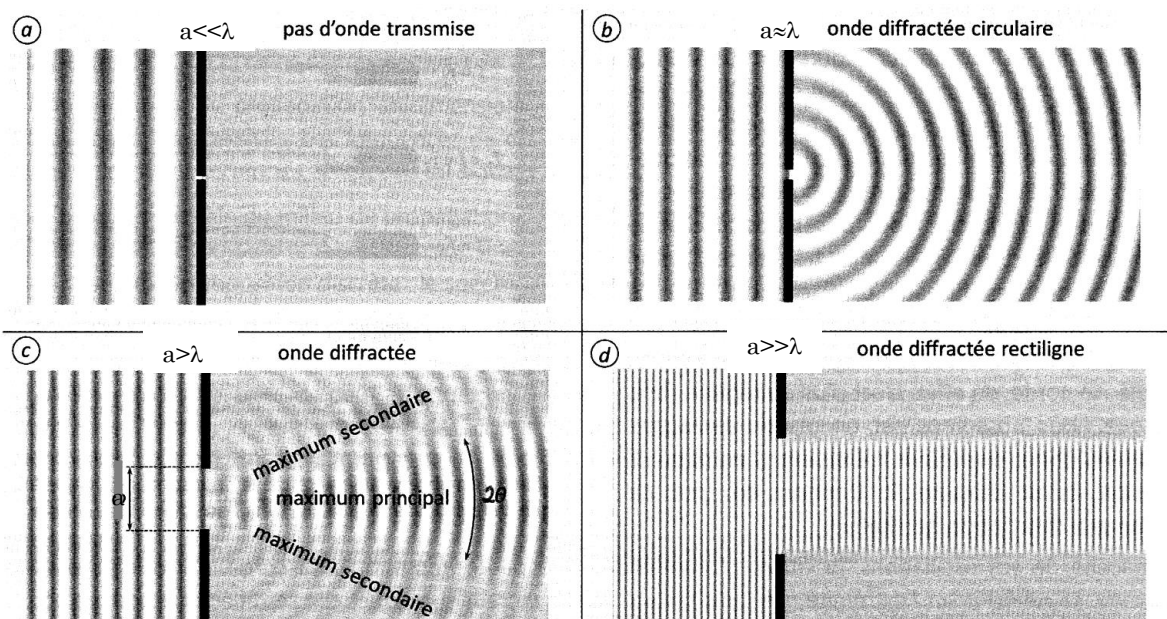 a a<<λ pas d'onde transmise
b a≈λ onde diffractée circulaire
c a>λ onde diffractée
maximum secondaire
a
maximum principal
2θ
maximum secondaire
d a>>λ onde diffractée rectiligne